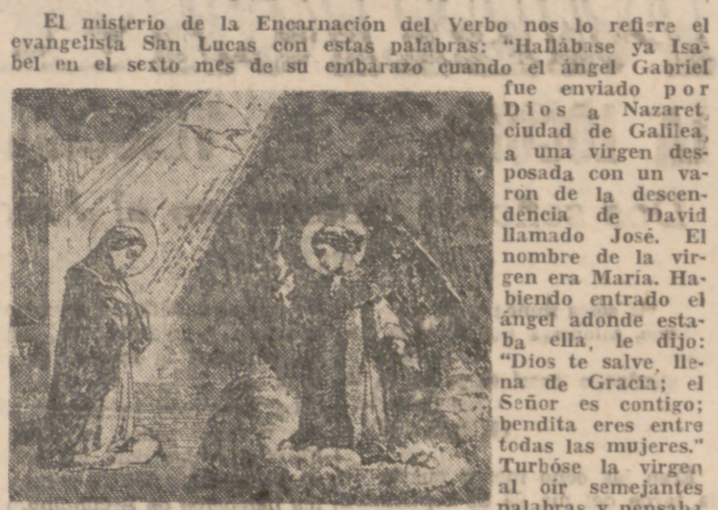 El misterio de la Encarnación del Verbo nos lo refiere el
evangelista San Lucas con estas palabras: "Hallábase ya Isa-
bel en el sexto mes de su embarazo cuando el ángel Gabriel
fue enviado por
Dios a Nazaret,
ciudad de Galilea,
a una virgen des-
posada con un va-
ron de la descen-
dencia de David
llamado José. El
nombre de la vir-
gen era María. Ha-
biendo entrado el
ángel adonde esta-
ba ella, le dijo:
"Dios te salve, lle-
na de Gracia; el
Señor es contigo;
bendita eres entre
todas las mujeres."
Turbóse la virgen
al oír semejantes
palabras y pensaba